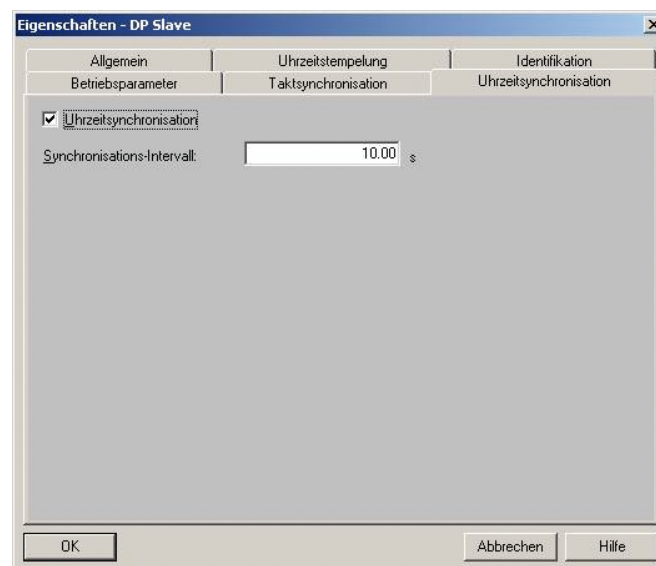 Eigenschaften - DP Slave
Allgemein Uhrzeitstempelung Identifikation
Betriebsparameter Taktsynchronisation Uhrzeitsynchronisation
Uhrzeitsynchronisation
Synchronisations-Intervall: 10.00 s
OK Abbrechen Hilfe